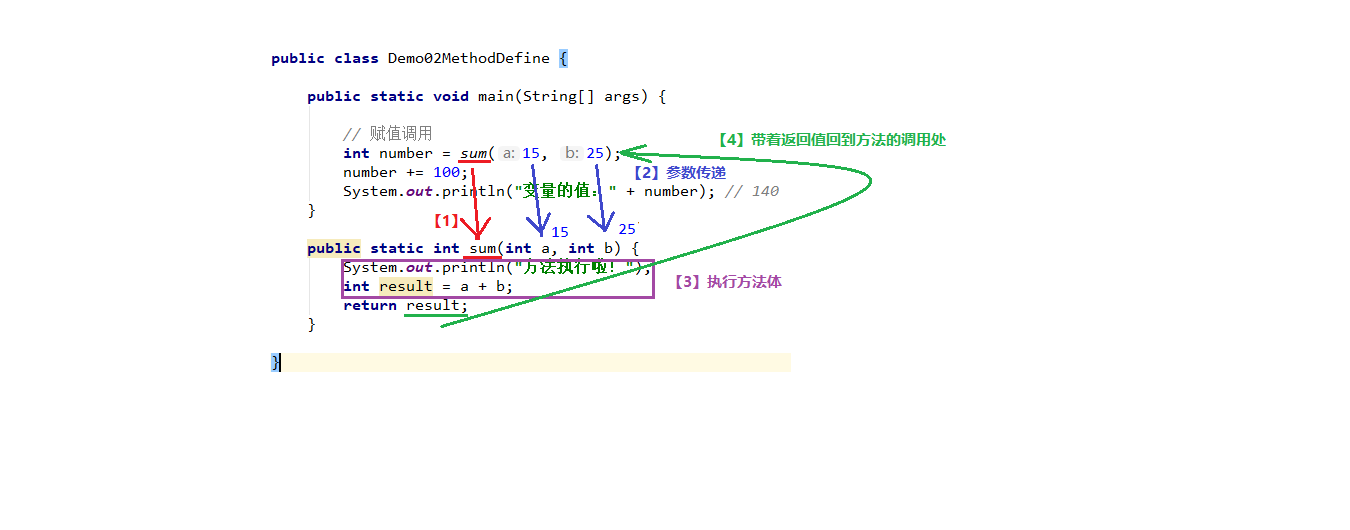 public class Demo02MethodDefine {
public static void main(String[] args) {
// 赋值调用
【4】带着返回值回到方法的调用处
int number = sum( a: 15, b: 25);
number += 100;
【2】参数传递
System.out.println("变量的值：" + number); // 140
}
【1】
15
25
public static int sum(int a, int b) {
System.out.println("方法执行啦！");
int result = a + b;
【3】执行方法体
return result;
}
}